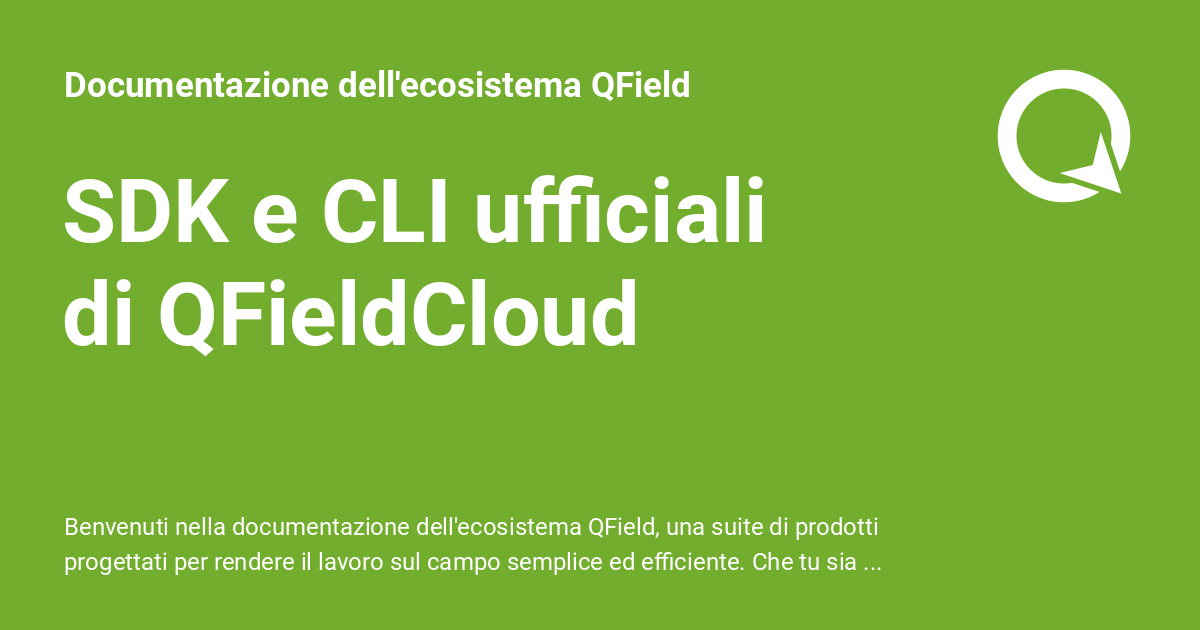 Documentazione dell'ecosistema QField
SDK e CLI ufficiali
di QFieldCloud
Benvenuti nella documentazione dell'ecosistema QField, una suite di prodotti
progettati per rendere il lavoro sul campo semplice ed efficiente. Che tu sia ...